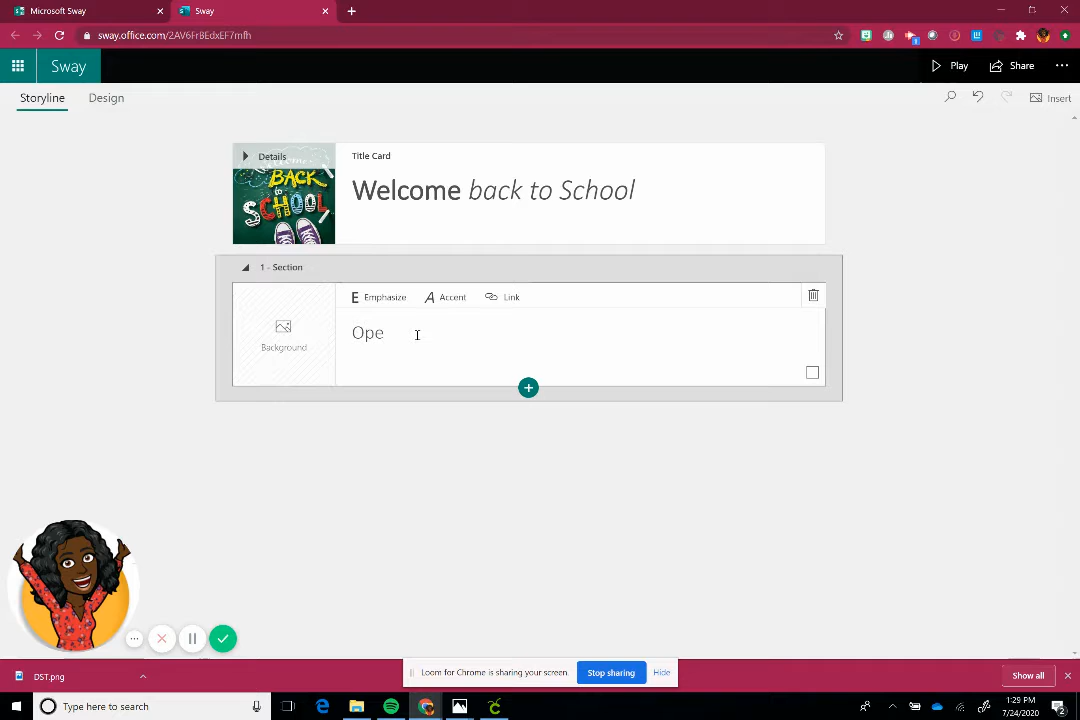 Microsoft Sway
Sway
sway.office.com/2AV6FrBEdxEF7mfh
Sway
Play
Share
Storyline
Design
Insert
Details
Title Card
BACK
SCHOOL
Welcome back to School
1 - Section
E Emphasize
A Accent
Link
Background
Ope
DST.png
Loom for Chrome is sharing your screen.
Stop sharing
Hide
Show all
Type here to search
1:29 PM
7/24/2020